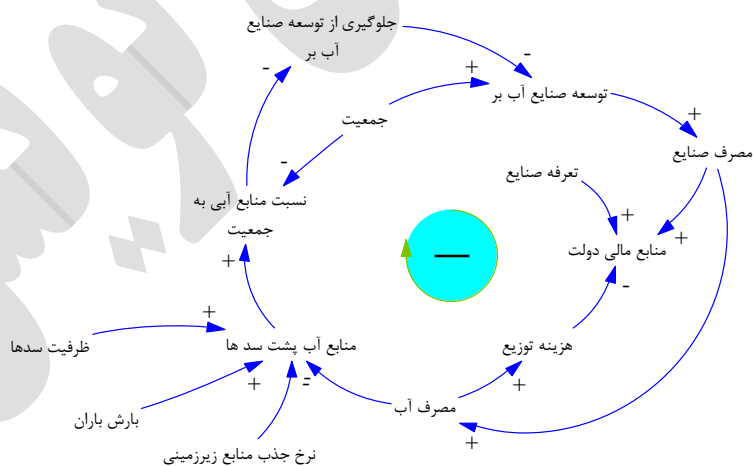 جلوگیری از توسعه صنایع
آب بر
توسعه صنایع آب بر
جمعیت
مصرف صنایع
تعرفه صنایع
نسبت منابع آبی به
جمعیت
منابع مالی دولت
منابع آب پشت سد ها
هزینه توزیع
ظرفیت سدها
مصرف آب
بارش باران
نرخ جذب منابع زیرزمینی